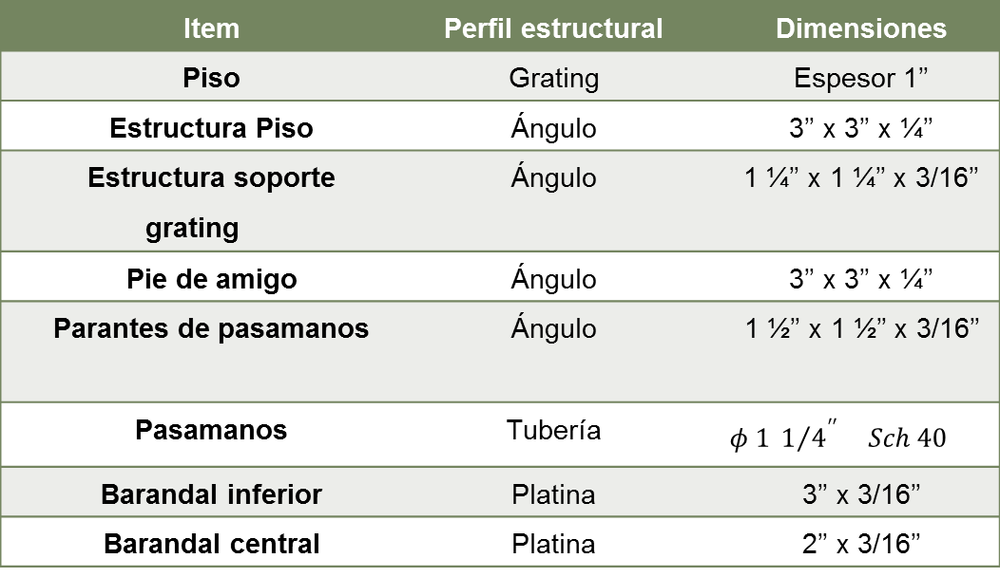 Item Perfil estructural Dimensiones
Piso Grating Espesor 1”
Estructura Piso Ángulo 3” x 3” x ¼”
Estructura soporte Ángulo 1 ¼” x 1 ¼” x 3/16”
grating
Pie de amigo Ángulo 3” x 3” x ¼”
Parantes de pasamanos Ángulo 1 ½” x 1 ½” x 3/16”
Pasamanos Tubería ϕ 1 1/4″ Sch 40
Barandal inferior Platina 3” x 3/16”
Barandal central Platina 2” x 3/16”